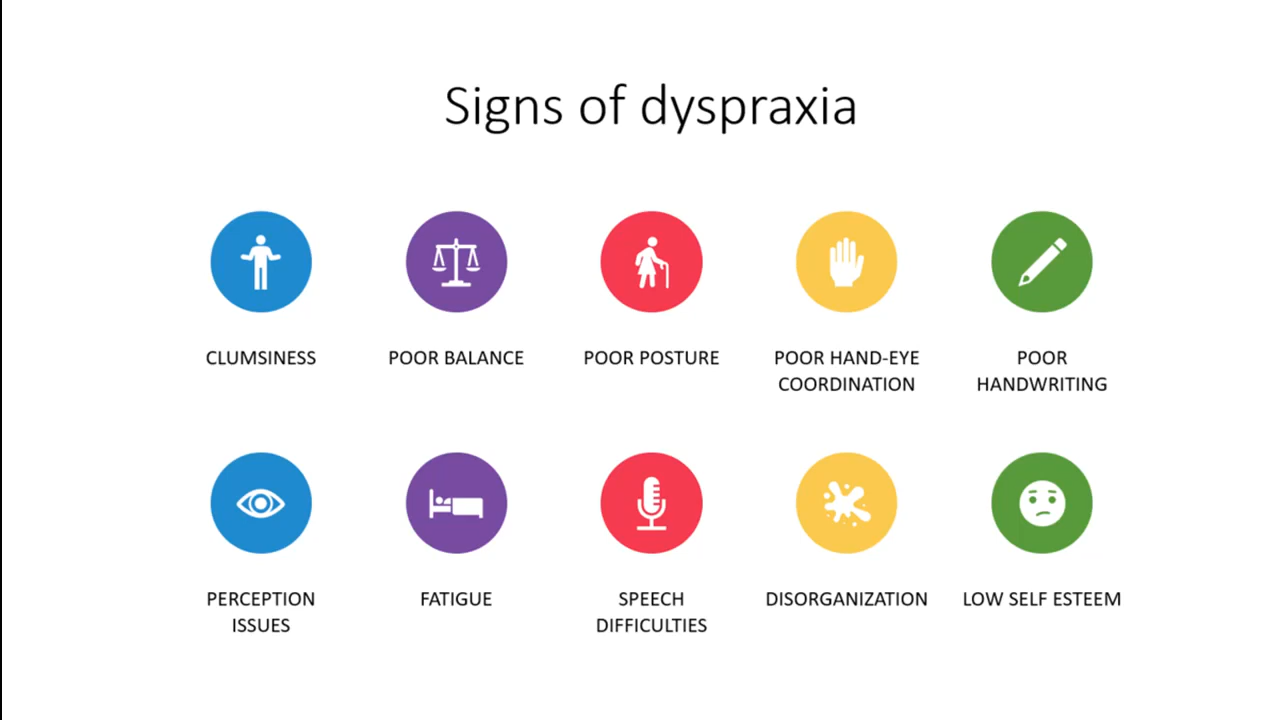 Signs of dyspraxia
CLUMSINESS
POOR BALANCE
POOR POSTURE
POOR HAND-EYE
COORDINATION
POOR
HANDWRITING
PERCEPTION
ISSUES
FATIGUE
SPEECH
DIFFICULTIES
DISORGANIZATION
LOW SELF ESTEEM